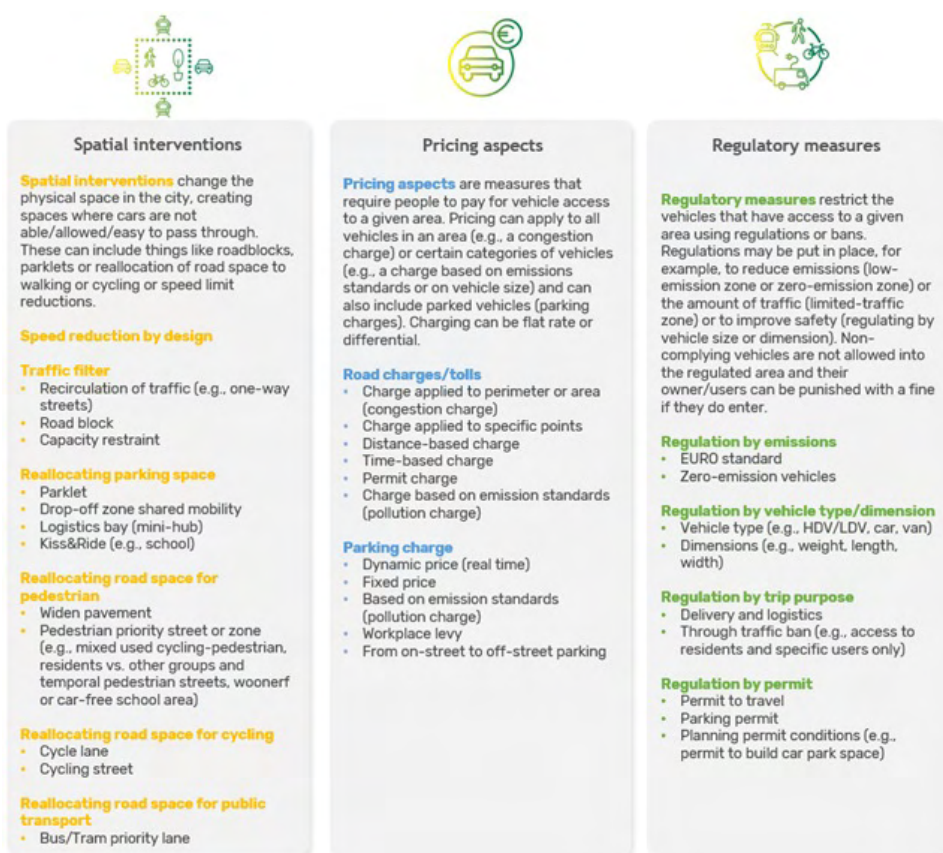 €
Spatial interventions
Spatial interventions change the
physical space in the city, creating
spaces where cars are not
able/allowed/easy to pass through.
These can include things like roadblocks,
parklets or reallocation of road space to
walking or cycling or speed limit
reductions.
Speed reduction by design
Traffic filter
• Recirculation of traffic (e.g., one-way
streets)
• Road block
• Capacity restraint
Reallocating parking space
• Parklet
• Drop-off zone shared mobility
• Logistics bay (mini-hub)
• Kiss&Ride (e.g., school)
Reallocating road space for
pedestrian
• Widen pavement
• Pedestrian priority street or zone
(e.g., mixed used cycling-pedestrian,
residents vs. other groups and
temporal pedestrian streets, woonerf
or car-free school area)
Reallocating road space for cycling
• Cycle lane
• Cycling street
Reallocating road space for public
transport
• Bus/Tram priority lane
Pricing aspects
Pricing aspects are measures that
require people to pay for vehicle access
to a given area. Pricing can apply to all
vehicles in an area (e.g., a congestion
charge) or certain categories of vehicles
(e.g., a charge based on emissions
standards or on vehicle size) and can
also include parked vehicles (parking
charges). Charging can be flat rate or
differential.
Road charges/tolls
• Charge applied to perimeter or area
(congestion charge)
• Charge applied to specific points
• Distance-based charge
• Time-based charge
• Permit charge
• Charge based on emission standards
(pollution charge)
Parking charge
• Dynamic price (real time)
• Fixed price
• Based on emission standards
(pollution charge)
• Workplace levy
• From on-street to off-street parking
Regulatory measures
Regulatory measures restrict the
vehicles that have access to a given
area using regulations or bans.
Regulations may be put in place, for
example, to reduce emissions (low-
emission zone or zero-emission zone) or
the amount of traffic (limited-traffic
zone) or to improve safety (regulating by
vehicle size or dimension). Non-
complying vehicles are not allowed into
the regulated area and their
owner/users can be punished with a fine
if they do enter.
Regulation by emissions
• EURO standard
• Zero-emission vehicles
Regulation by vehicle type/dimension
• Vehicle type (e.g., HDV/LDV, car, van)
• Dimensions (e.g., weight, length,
width)
Regulation by trip purpose
• Delivery and logistics
• Through traffic ban (e.g., access to
residents and specific users only)
Regulation by permit
• Permit to travel
• Parking permit
• Planning permit conditions (e.g.,
permit to build car park space)